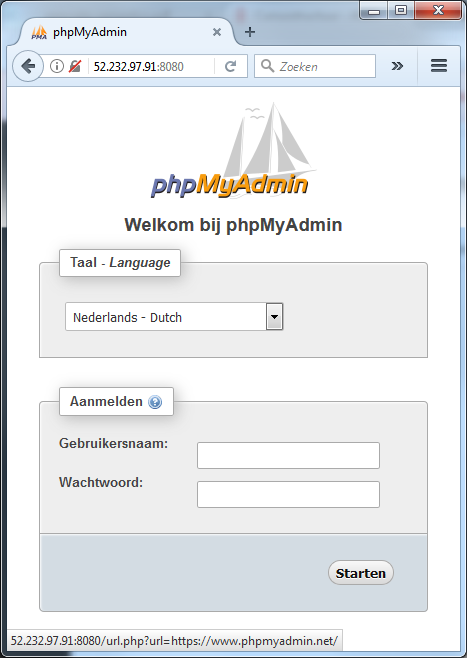 phpMyAdmin
52.232.97.91:8080
Zoeken
phpMyAdmin
Welkom bij phpMyAdmin
Taal - Language
Nederlands - Dutch
Aanmelden
Gebruikersnaam:
Wachtwoord:
Starten
52.232.97.91:8080/url.php?url=https://www.phpmyadmin.net/